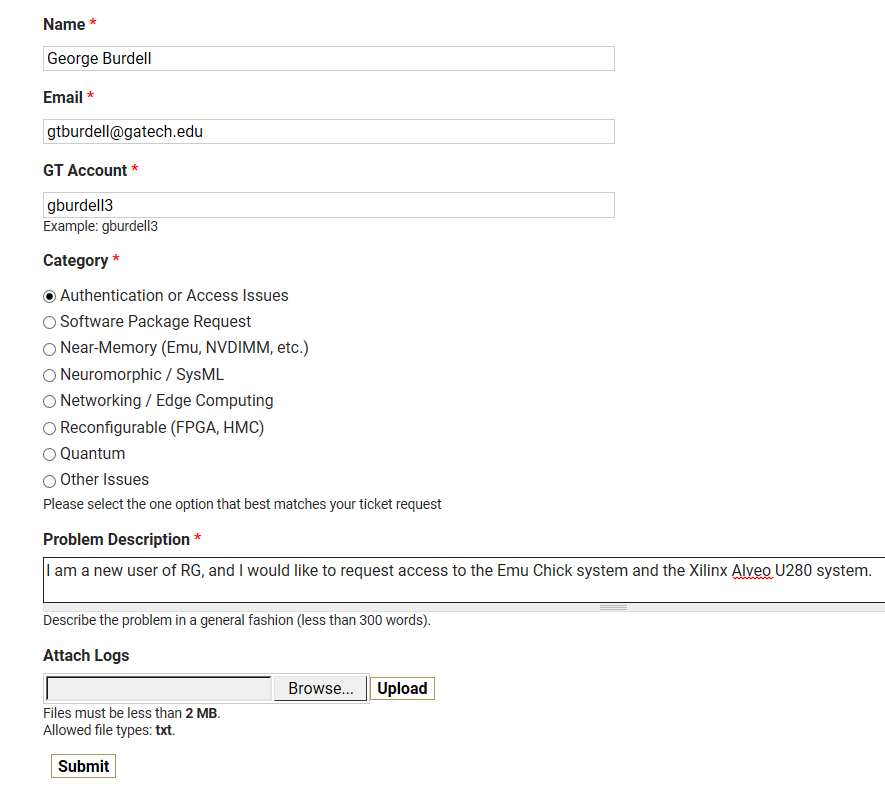 Name *
George Burdell
Email *
gtburdell@gatech.edu
GT Account *
gburdell3
Example: gburdell3
Category *
Authentication or Access Issues
Software Package Request
Near-Memory (Emu, NVDIMM, etc.)
Neuromorphic / SysML
Networking / Edge Computing
Reconfigurable (FPGA, HMC)
Quantum
Other Issues
Please select the one option that best matches your ticket request
Problem Description *
I am a new user of RG, and I would like to request access to the Emu Chick system and the Xilinx Alveo U280 system.
Describe the problem in a general fashion (less than 300 words).
Attach Logs
Browse... Upload
Files must be less than 2 MB.
Allowed file types: txt.
Submit